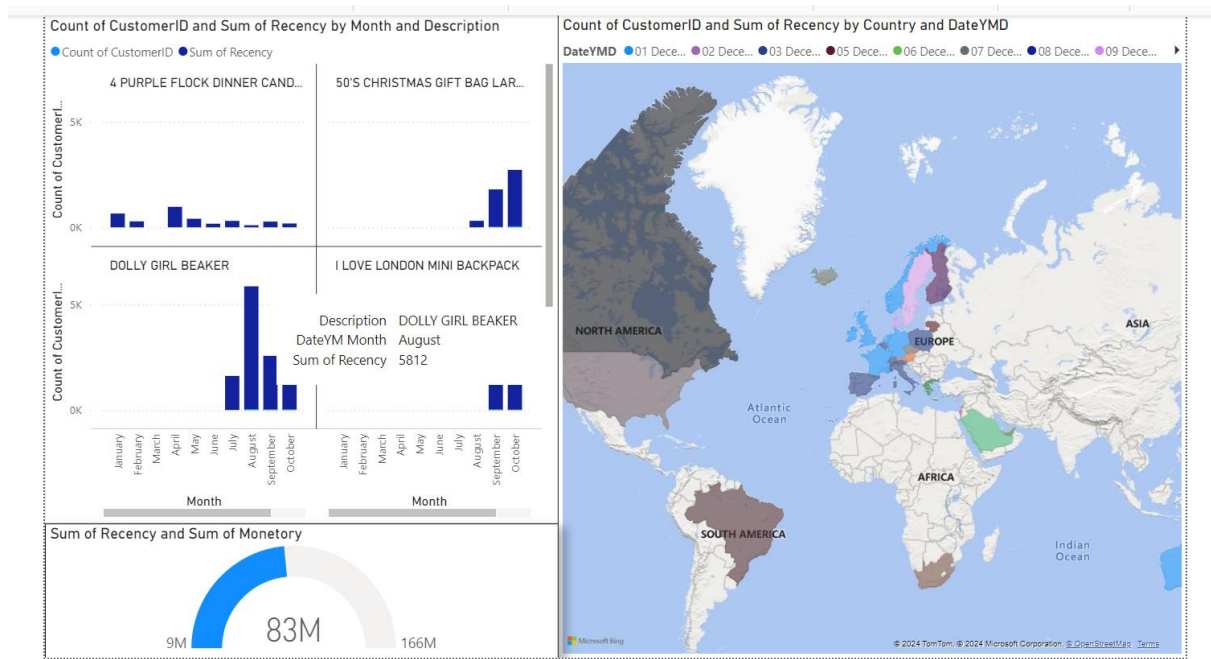 Count of CustomerID and Sum of Recency by Month and Description
Count of CustomerID Sum of Recency
4 PURPLE FLOCK DINNER CAND...
50'S CHRISTMAS GIFT BAG LAR...
Count of CustomerI...
5K
0K
DOLLY GIRL BEAKER
I LOVE LONDON MINI BACKPACK
Count of CustomerI...
5K
0K
Description DOLLY GIRL BEAKER
DateYM Month August
Sum of Recency 5812
January
February
March
April
May
June
July
August
September
October
January
February
March
April
May
June
July
August
September
October
Month
Month
Sum of Recency and Sum of Monetory
9M
83M
166M
Count of CustomerID and Sum of Recency by Country and DateYMD
DateYMD 01 Dece... 02 Dece... 03 Dece... 05 Dece... 06 Dece... 07 Dece... 08 Dece... 09 Dece...
NORTH AMERICA
EUROPE
ASIA
Atlantic
Ocean
AFRICA
SOUTH AMERICA
Indian
Ocean
Microsoft Bing
© 2024 TomTom, © 2024 Microsoft Corporation, © OpenStreetMap Terms